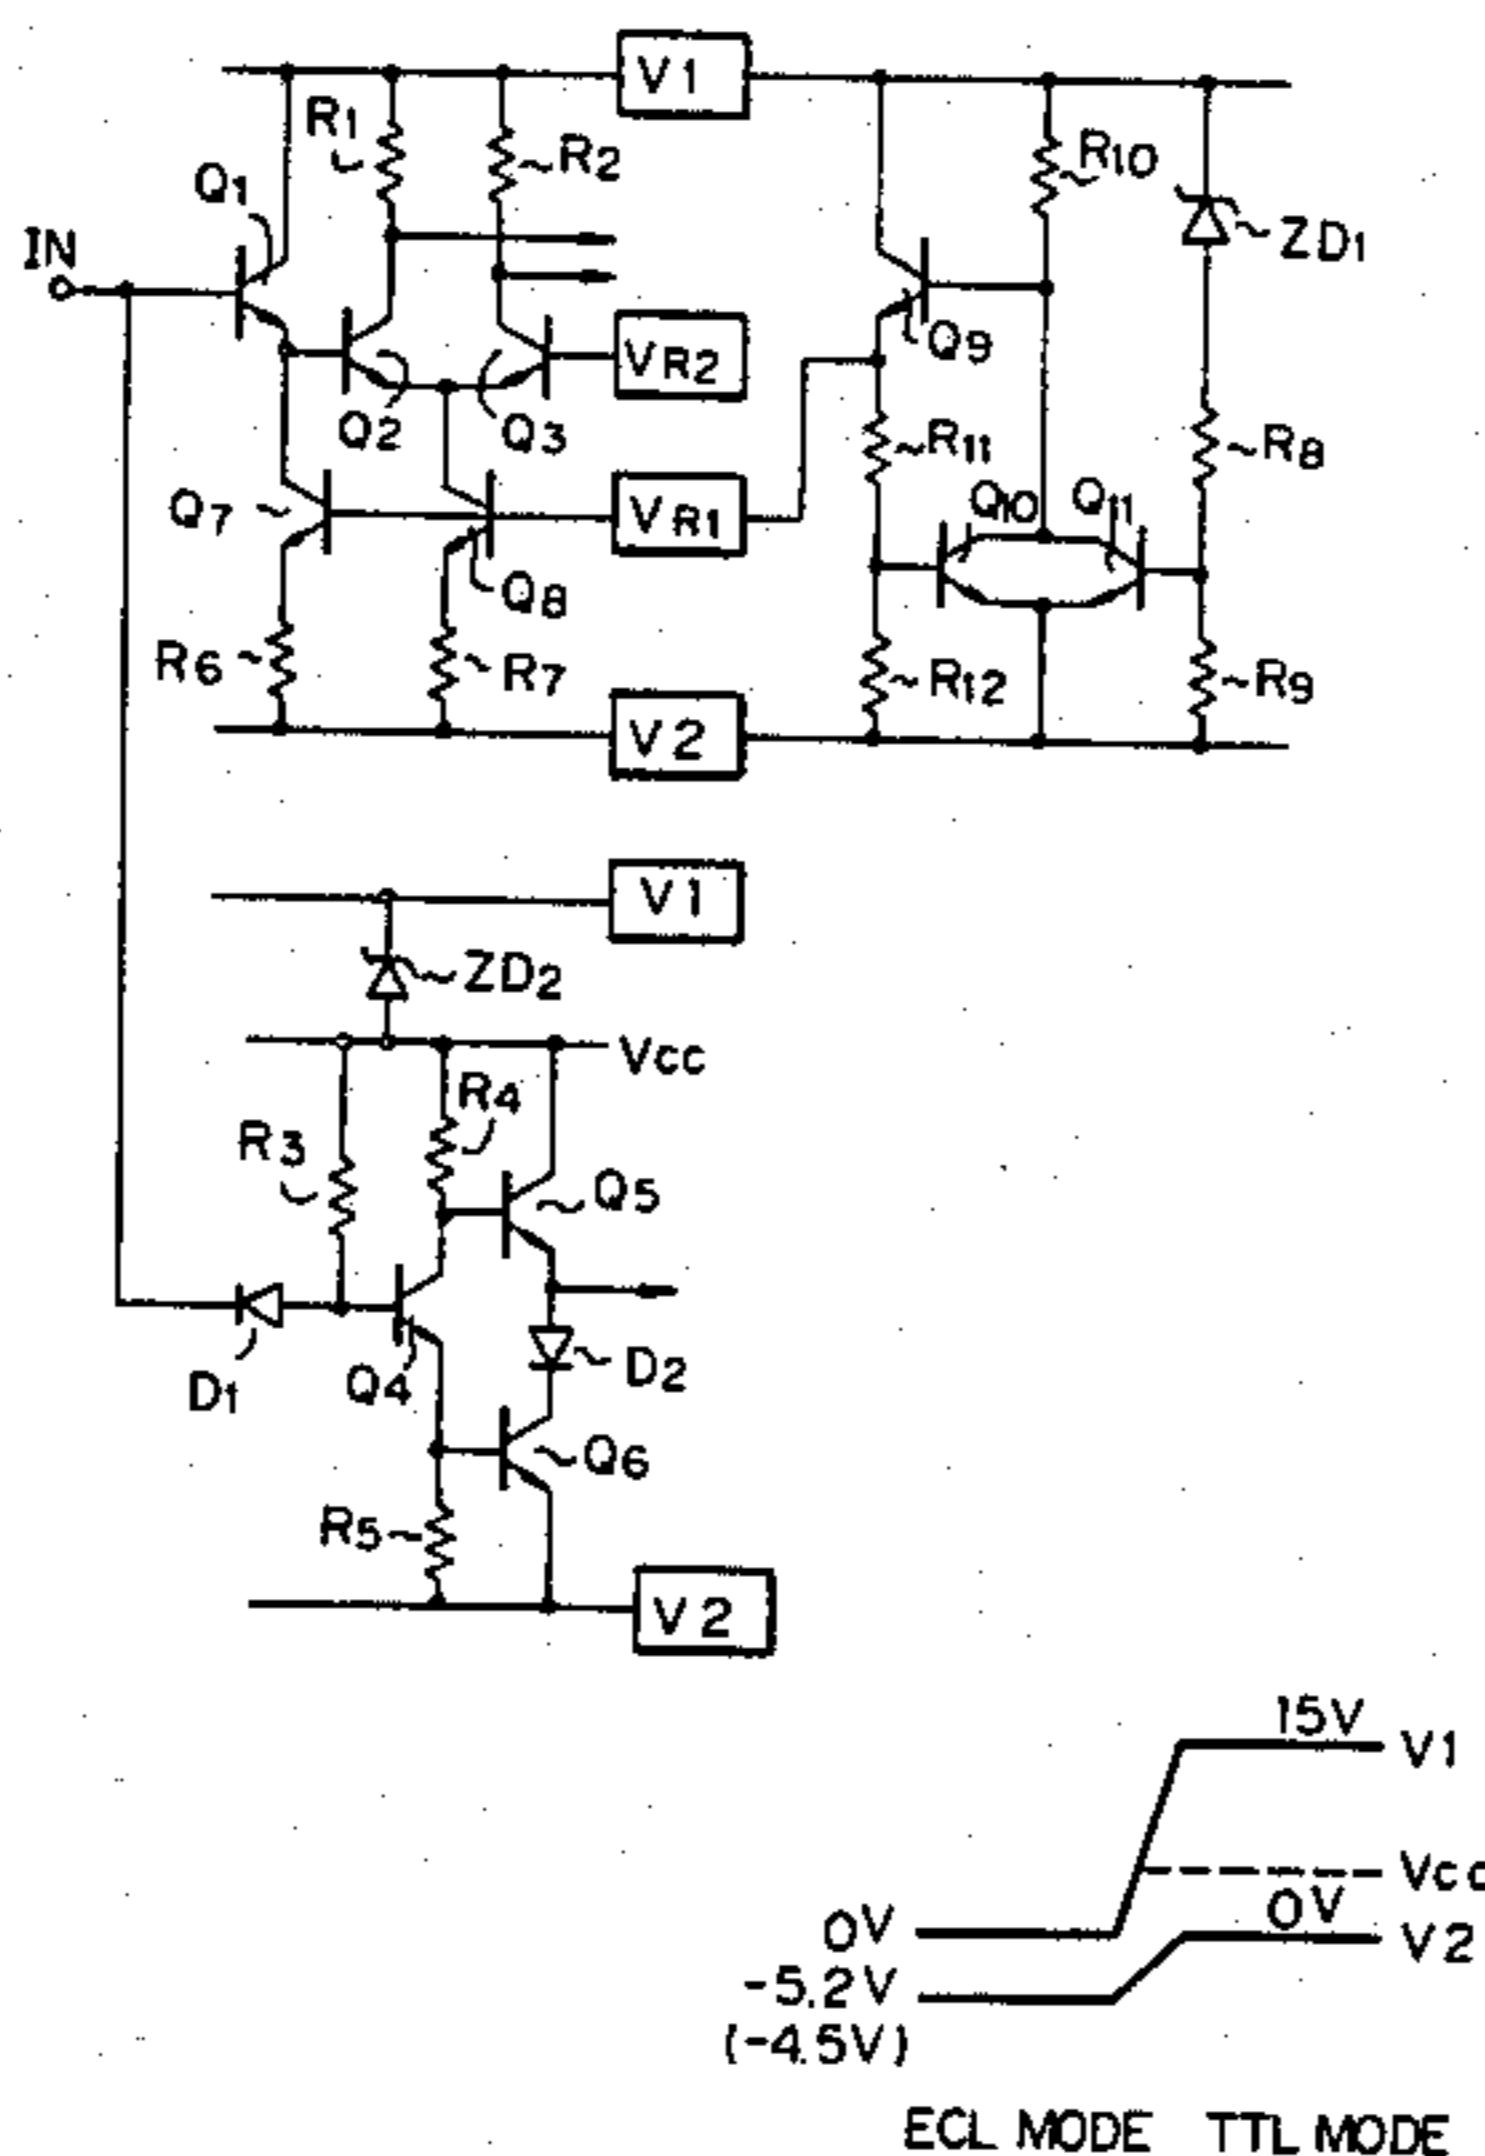 V1
R1
R2
R10
Q1
IN
ZD1
Q9
VR2
Q2
Q3
R11
R8
Q7
VR1
Q10
Q11
Q8
R6
R7
R12
R9
V2
V1
ZD2
Vcc
R4
R3
Q5
D1
Q4
D2
Q6
R5
V2
15V
V1
Vcc
0V
0V
V2
-5.2V
(-4.5V)
ECL MODE TTL MODE